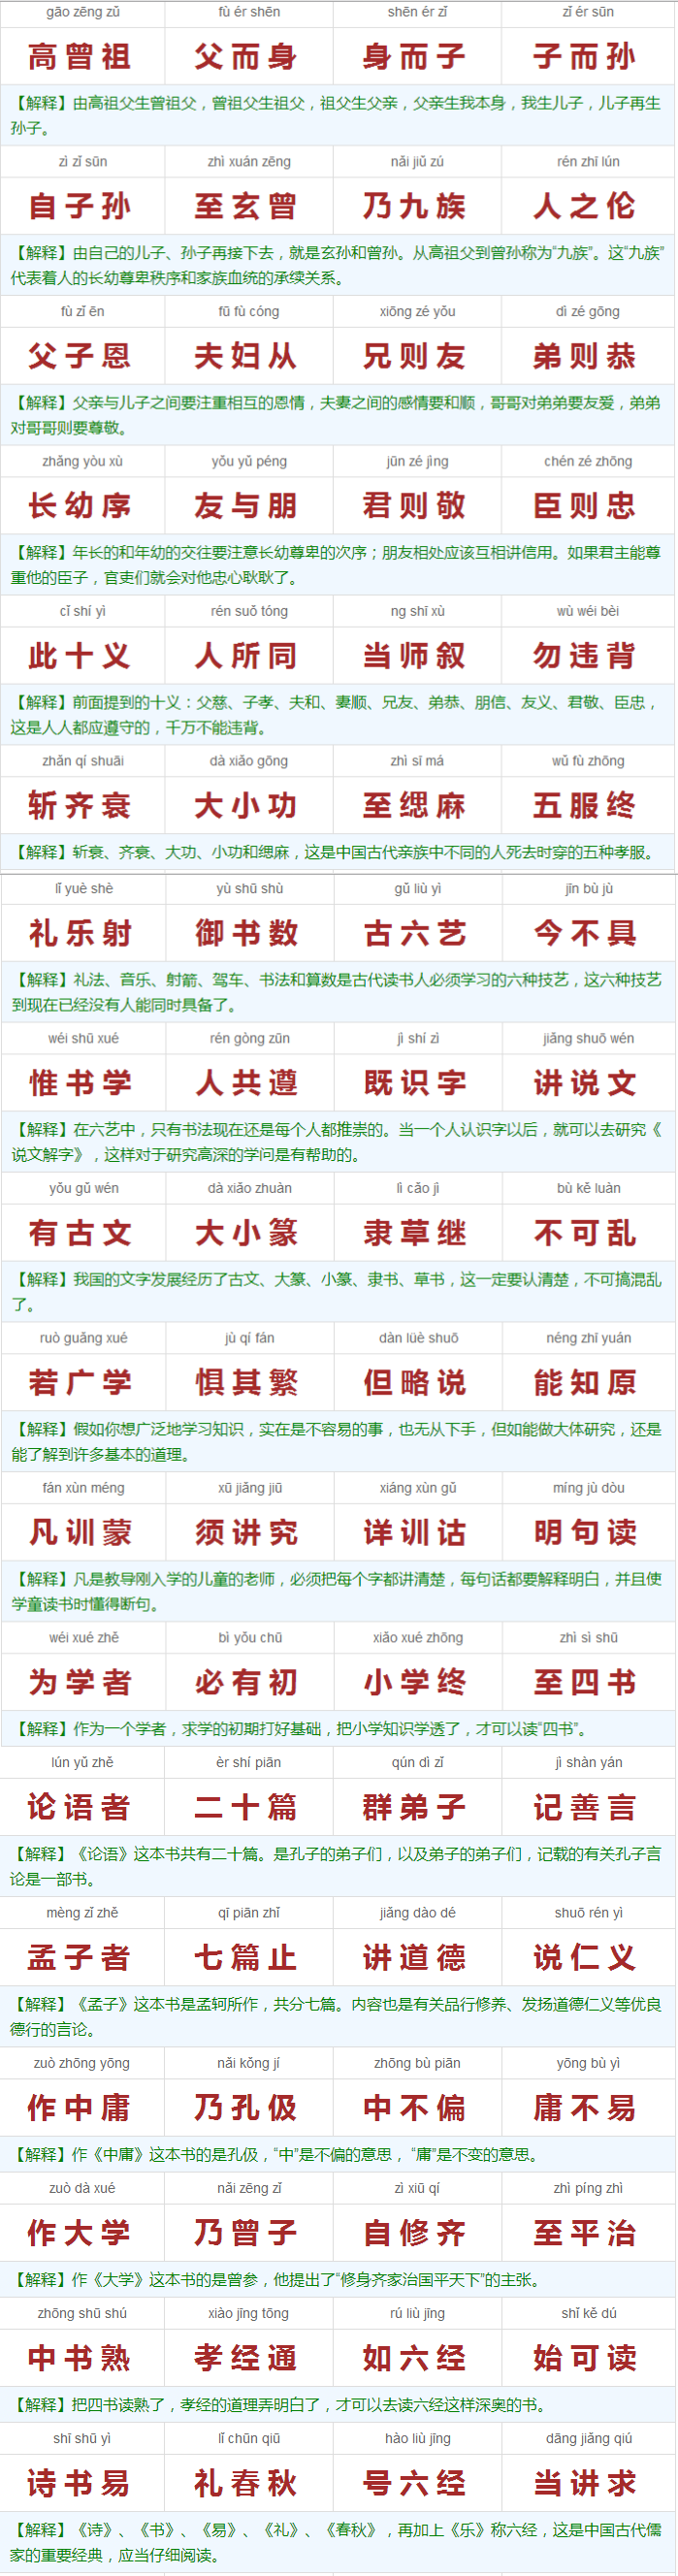 gāo zēng zǔ fù ér shēn shēn ér zǐ zǐ ér sūn
高曾祖 父而身 身而子 子而孙
【解释】由高祖父生曾祖父，曾祖父生祖父，祖父生父亲，父亲生我本身，我生儿子，儿子再生
孙子。
zì zǐ sūn zhì xuán zēng nǎi jiǔ zú rén zhī lún
自子孙 至玄曾 乃九族 人之伦
【解释】由自己的儿子、孙子再接下去，就是玄孙和曾孙。从高祖父到曾孙称为“九族”。这“九族”
代表着人的长幼尊卑秩序和家族血统的承续关系。
fù zǐ ēn fū fù cóng xiōng zé yǒu dì zé gōng
父子恩 夫妇从 兄则友 弟则恭
【解释】父亲与儿子之间要注重相互的恩情，夫妻之间的感情要和顺，哥哥对弟弟要友爱，弟弟
对哥哥则要尊敬。
zhǎng yòu xù yǒu yǔ péng jūn zé jìng chén zé zhōng
长幼序 友与朋 君则敬 臣则忠
【解释】年长的和年幼的交往要注意长幼尊卑的次序；朋友相处应该互相讲信用。如果君主能尊
重他的臣子，官吏们就会对他忠心耿耿了。
cǐ shí yì rén suǒ tóng ng shī xù wù wéi bèi
此十义 人所同 当师叙 勿违背
【解释】前面提到的十义：父慈、子孝、夫和、妻顺、兄友、弟恭、朋信、友义、君敬、臣忠，
这是人人都应遵守的，千万不能违背。
zhǎn qí shuāi dà xiǎo gōng zhì sī má wǔ fù zhōng
斩齐衰 大小功 至缌麻 五服终
【解释】斩衰、齐衰、大功、小功和缌麻，这是中国古代亲族中不同的人死去时穿的五种孝服。
lǐ yuè shè yù shū shù gǔ liù yì jīn bù jù
礼乐射 御书数 古六艺 今不具
【解释】礼法、音乐、射箭、驾车、书法和算数是古代读书人必须学习的六种技艺，这六种技艺
到现在已经没有人能同时具备了。
wéi shū xué rén gòng zūn jì shí zì jiǎng shuō wén
惟书学 人共遵 既识字 讲说文
【解释】在六艺中，只有书法现在还是每个人都推崇的。当一个人认识字以后，就可以去研究《
说文解字》，这样对于研究高深的学问是有帮助的。
yǒu gǔ wén dà xiǎo zhuàn lì cǎo jì bù kě luàn
有古文 大小篆 隶草继 不可乱
【解释】我国的文字发展经历了古文、大篆、小篆、隶书、草书，这一定要认清楚，不可搞混乱
了。
ruò guǎng xué jù qí fán dàn lüè shuō néng zhī yuán
若广学 惧其繁 但略说 能知原
【解释】假如你想广泛地学习知识，实在是不容易的事，也无从下手，但如能做大体研究，还是
能了解到许多基本的道理。
fán xùn méng xū jiǎng jiū xiáng xùn gǔ míng jù dòu
凡训蒙 须讲究 详训诂 明句读
【解释】凡是教导刚入学的儿童的老师，必须把每个字都讲清楚，每句话都要解释明白，并且使
学童读书时懂得断句。
wéi xué zhě bì yǒu chū xiǎo xué zhōng zhì sì shū
为学者 必有初 小学终 至四书
【解释】作为一个学者，求学的初期打好基础，把小学知识学透了，才可以读“四书”。
lún yǔ zhě èr shí piān qún dì zǐ jì shàn yán
论语者 二十篇 群弟子 记善言
【解释】《论语》这本书共有二十篇。是孔子的弟子们，以及弟子的弟子们，记载的有关孔子言
论是一部书。
mèng zǐ zhě qī piān zhǐ jiǎng dào dé shuō rén yì
孟子者 七篇止 讲道德 说仁义
【解释】《孟子》这本书是孟轲所作，共分七篇。内容也是有关品行修养、发扬道德仁义等优良
德行的言论。
zuò zhōng yōng nǎi kǒng jí zhōng bù piān yōng bù yì
作中庸 乃孔伋 中不偏 庸不易
【解释】作《中庸》这本书的是孔伋，“中”是不偏的意思， “庸”是不变的意思。
zuò dà xué nǎi zēng zǐ zì xiū qí zhì píng zhì
作大学 乃曾子 自修齐 至平治
【解释】作《大学》这本书的是曾参，他提出了“修身齐家治国平天下”的主张。
zhōng shū shú xiào jīng tōng rú liù jīng shǐ kě dú
中书熟 孝经通 如六经 始可读
【解释】把四书读熟了，孝经的道理弄明白了，才可以去读六经这样深奥的书。
shī shū yì lǐ chūn qiū hào liù jīng dāng jiǎng qiú
诗书易 礼春秋 号六经 当讲求
【解释】《诗》、《书》、《易》、《礼》、《春秋》，再加上《乐》称六经，这是中国古代儒
家的重要经典，应当仔细阅读。